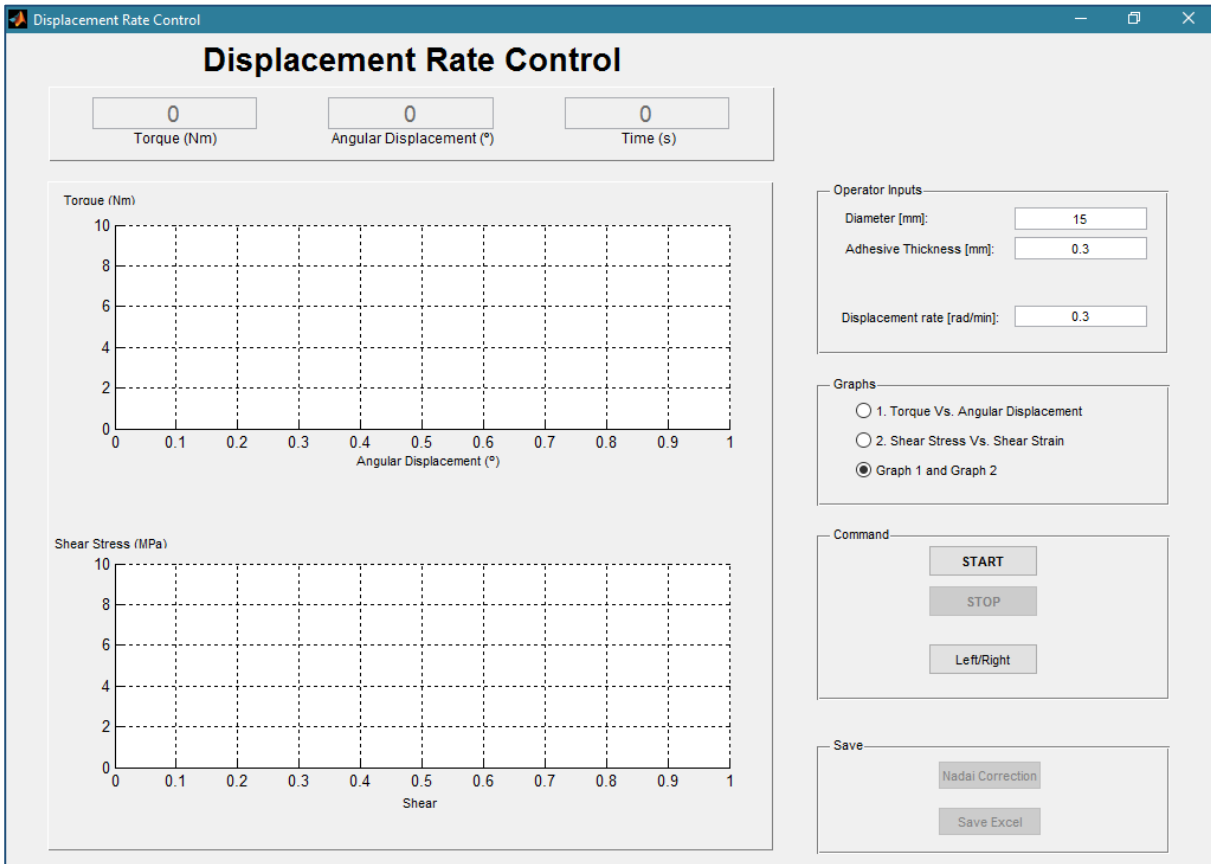 Displacement Rate Control
Displacement Rate Control
0 0 0
Torque (Nm) Angular Displacement (º) Time (s)
Torque (Nm)
10
8
6
4
2
0
0 0.1 0.2 0.3 0.4 0.5 0.6 0.7 0.8 0.9 1
Angular Displacement (º)
Shear Stress (MPa)
10
8
6
4
2
0
0 0.1 0.2 0.3 0.4 0.5 0.6 0.7 0.8 0.9 1
Shear
Operator Inputs
Diameter [mm]: 15
Adhesive Thickness [mm]: 0.3
Displacement rate [rad/min]: 0.3
Graphs
1. Torque Vs. Angular Displacement
2. Shear Stress Vs. Shear Strain
Graph 1 and Graph 2
Command
START
STOP
Left/Right
Save
Nadai Correction
Save Excel